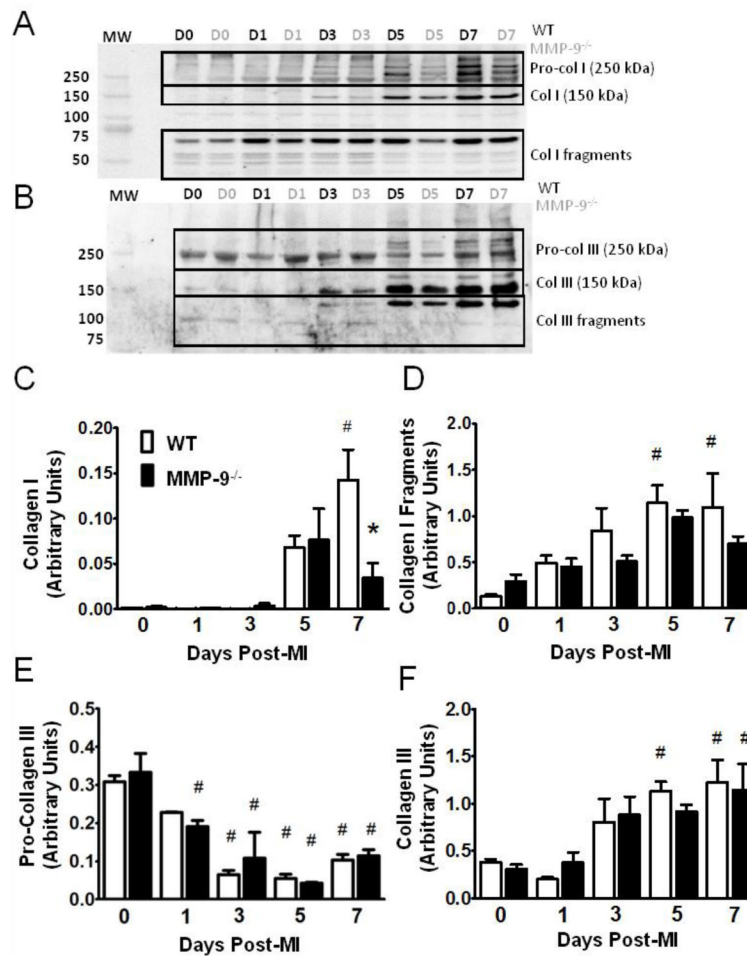 A
MW D0 D0 D1 D1 D3 D3 D5 D5 D7 D7 WT
MMP-9-/-
250 Pro-col I (250 kDa)
150 Col I (150 kDa)
100
75
50 Col I fragments
B
MW D0 D0 D1 D1 D3 D3 D5 D5 D7 D7 WT
MMP-9-/-
250 Pro-col III (250 kDa)
150 Col III (150 kDa)
100 Col III fragments
75
C
Collagen I
(Arbitrary Units)
0.20
0.15
0.10
0.05
0.00
WT
MMP-9-/-
#
*
0 1 3 5 7
Days Post-MI
D
Collagen I Fragments
(Arbitrary Units)
2.0
1.5
1.0
0.5
0.0
# #
0 1 3 5 7
Days Post-MI
E
Pro-Collagen III
(Arbitrary Units)
0.5
0.4
0.3
0.2
0.1
0.0
# # # # # # #
0 1 3 5 7
Days Post-MI
F
Collagen III
(Arbitrary Units)
2.0
1.5
1.0
0.5
0.0
# # #
0 1 3 5 7
Days Post-MI